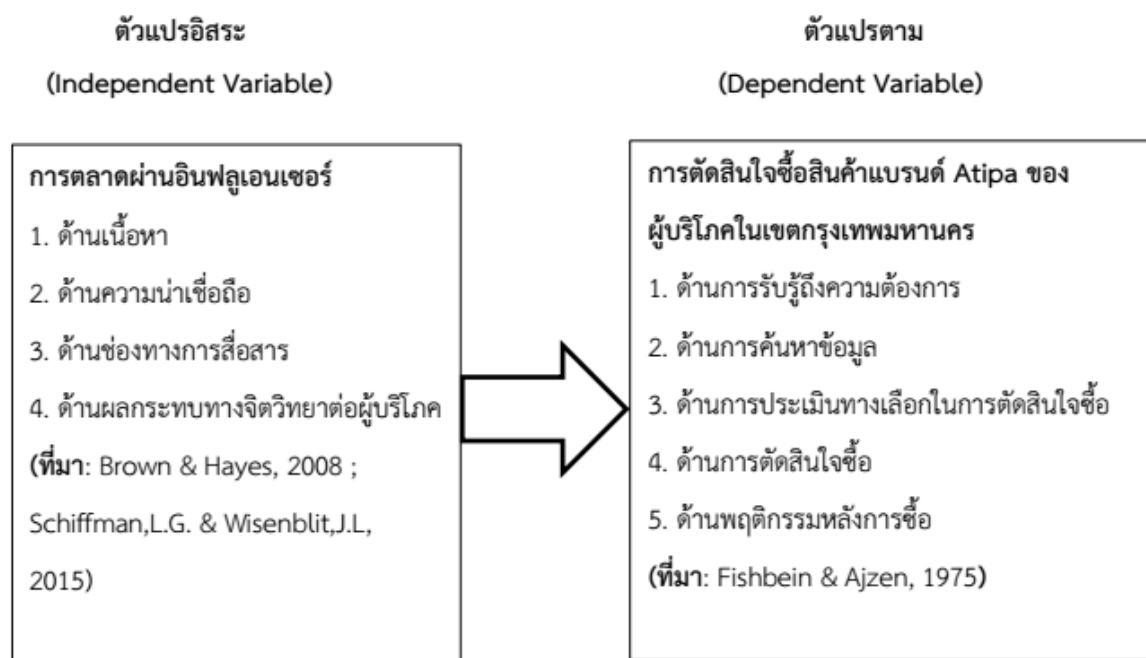 ตัวแปรอิสระ
(Independent Variable)
การตลาดผ่านอินฟลูเอนเซอร์
1. ด้านเนื้อหา
2. ด้านความน่าเชื่อถือ
3. ด้านช่องทางการสื่อสาร
4. ด้านผลกระทบทางจิตวิทยาต่อผู้บริโภค
(ที่มา: Brown & Hayes, 2008 ;
Schiffman,L.G. & Wisenblit,J.L,
2015)
ตัวแปรตาม
(Dependent Variable)
การตัดสินใจซื้อสินค้าแบรนด์ Atipa ของ
ผู้บริโภคในเขตกรุงเทพมหานคร
1. ด้านการรับรู้ถึงความต้องการ
2. ด้านการค้นหาข้อมูล
3. ด้านการประเมินทางเลือกในการตัดสินใจซื้อ
4. ด้านการตัดสินใจซื้อ
5. ด้านพฤติกรรมหลังการซื้อ
(ที่มา: Fishbein & Ajzen, 1975)